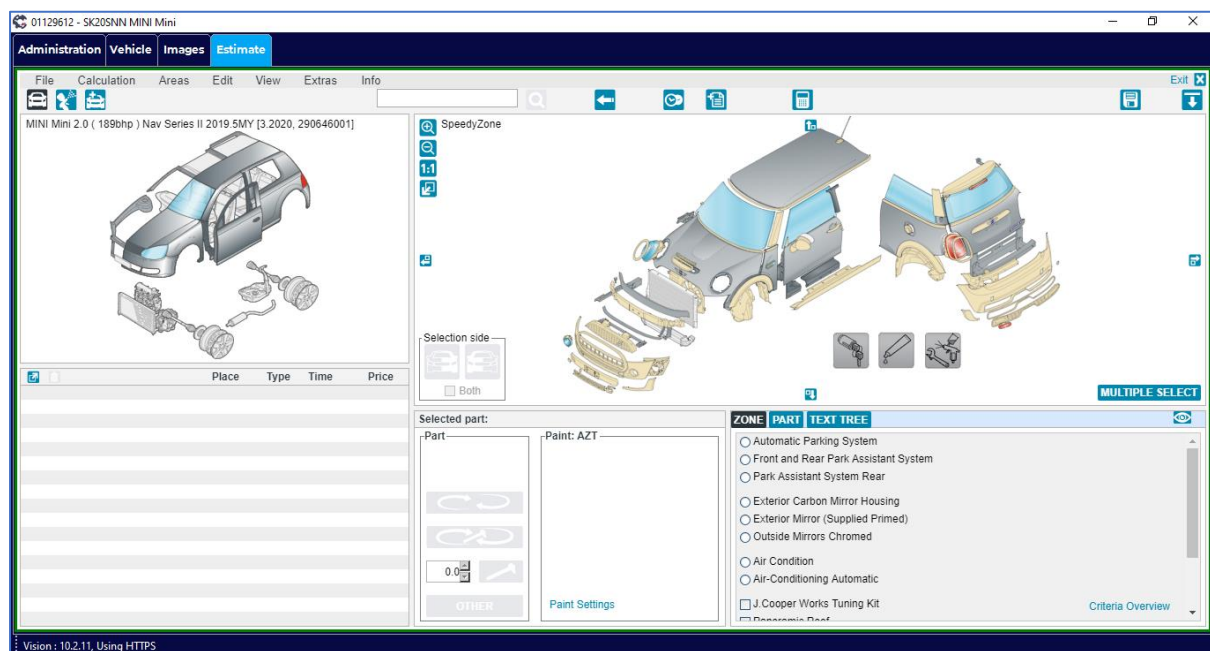 01129612 - SK20SNN MINI Mini
Administration Vehicle Images Estimate
File Calculation Areas Edit View Extras Info Exit
MINI Mini 2.0 ( 189bhp ) Nav Series II 2019.5MY [3.2020, 290646001]
SpeedyZone
1:1
Selection side
Both
MULTIPLE SELECT
Place Type Time Price
Selected part:
Part
0.0
OTHER
Paint: AZT
Paint Settings
ZONE PART TEXT TREE
Automatic Parking System
Front and Rear Park Assistant System
Park Assistant System Rear
Exterior Carbon Mirror Housing
Exterior Mirror (Supplied Primed)
Outside Mirrors Chromed
Air Condition
Air-Conditioning Automatic
J.Cooper Works Tuning Kit
Criteria Overview
Panoramic Roof
Vision : 10.2.11, Using HTTPS